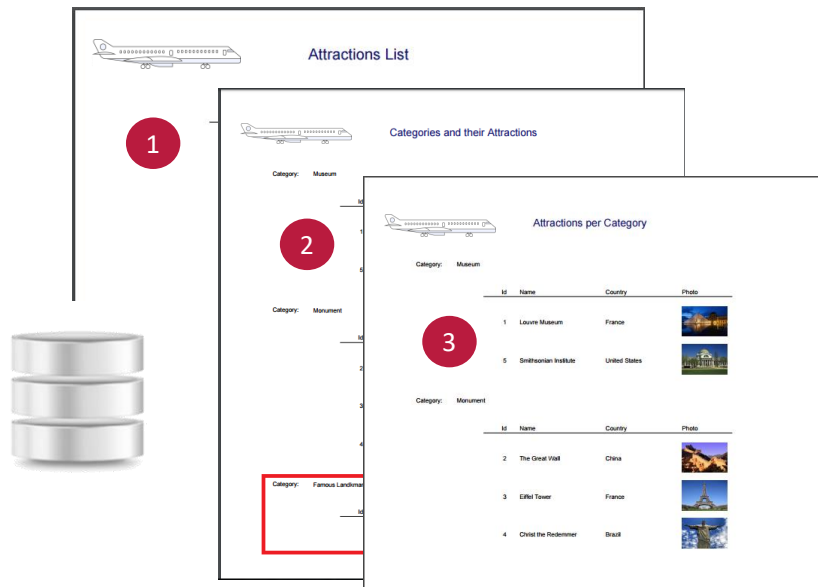 Attractions List
1
Categories and their Attractions
Category: Museum
Id
1
2
5
Category: Monument
Id
2
3
4
Category: Famous Landkmar
Id
Attractions per Category
Category: Museum
Id Name Country Photo
1 Louvre Museum France
3
5 Smithsonian Institute United States
Category: Monument
Id Name Country Photo
2 The Great Wall China
3 Eiffel Tower France
4 Christ the Redemmer Brazil